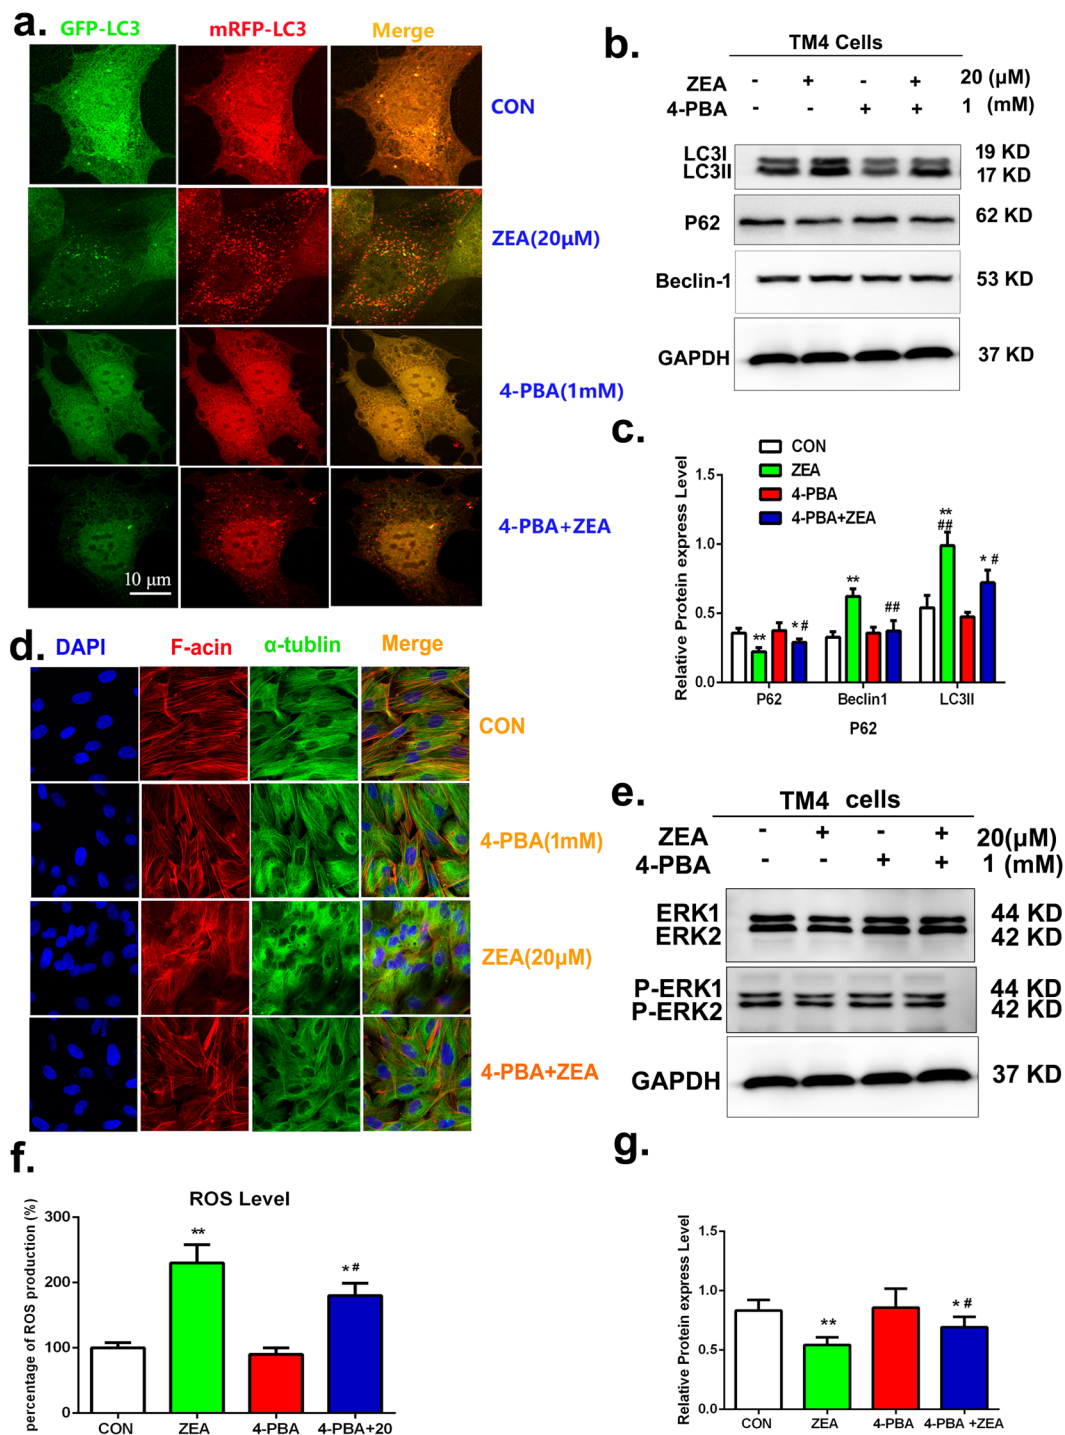 a.
GFP-LC3 mRFP-LC3 Merge
CON
ZEA(20μM)
4-PBA(1mM)
4-PBA+ZEA
10 μm
b.
TM4 Cells
ZEA - + - + 20 (μM)
4-PBA - - + + 1 (mM)
LC3I 19 KD
LC3II 17 KD
P62 62 KD
Beclin-1 53 KD
GAPDH 37 KD
c.
CON
ZEA
4-PBA
4-PBA+ZEA
Relative Protein express Level
1.5
1.0
0.5
0.0
** * # ** ## ** ## * #
P62 Beclin1 LC3II
P62
d.
DAPI F-acin α-tublin Merge
CON
4-PBA(1mM)
ZEA(20μM)
4-PBA+ZEA
e.
TM4 cells
ZEA - + - + 20(μM)
4-PBA - - + + 1 (mM)
ERK1 44 KD
ERK2 42 KD
P-ERK1 44 KD
P-ERK2 42 KD
GAPDH 37 KD
f.
ROS Level
percentage of ROS production (%)
300
200
100
0
** * #
CON ZEA 4-PBA 4-PBA+20
g.
Relative Protein express Level
1.5
1.0
0.5
0.0
** * #
CON ZEA 4-PBA 4-PBA +ZEA